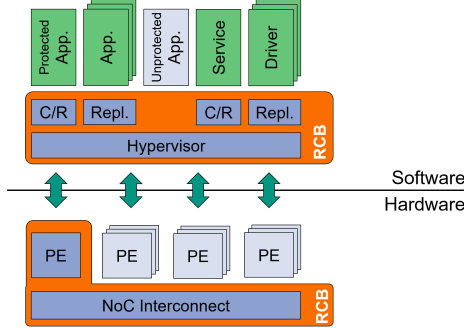 Protected
App.
App.
Unprotected
App.
Service
Driver
C/R
Repl.
C/R
Repl.
Hypervisor
RCB
Software
Hardware
PE
PE
PE
PE
NoC Interconnect
RCB